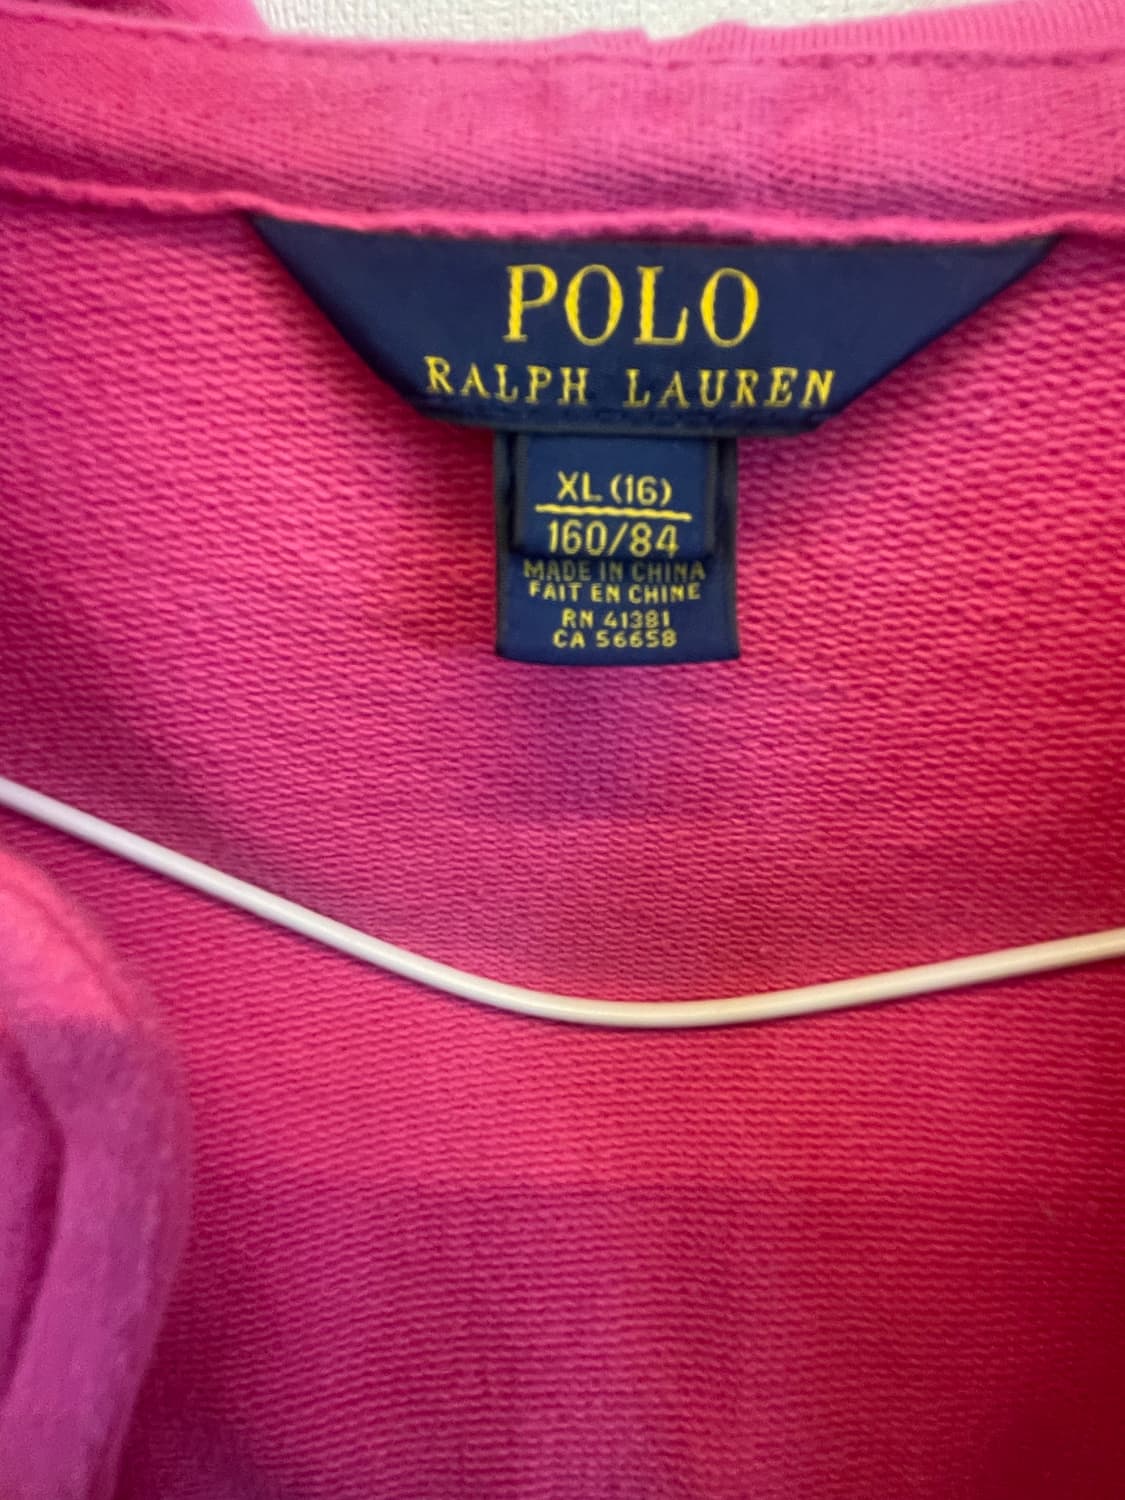 POLO
RALPH LAUREN
XL (16)
160/84
MADE IN CHINA
FAIT EN CHINE
RN 41381
CA 56658